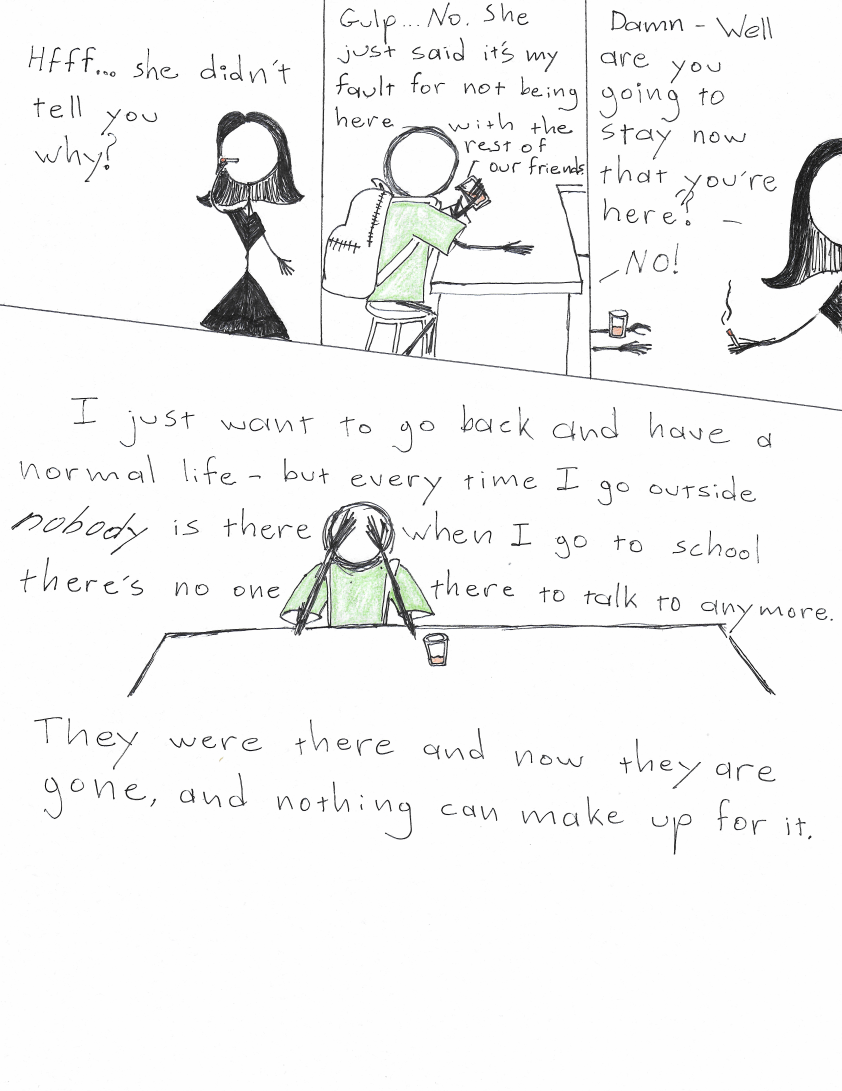 Hfff... she didn't
tell you
why?
Gulp... No. She
just said it's my
fault for not being
here — with the
rest of
our friends.
Damn - Well
are you
going to
stay now
that you're
here? -
NO!
I just want to go back and have a
normal life - but every time I go outside
nobody is there when I go to school
there's no one there to talk to anymore.
They were there and now they are
gone, and nothing can make up for it.